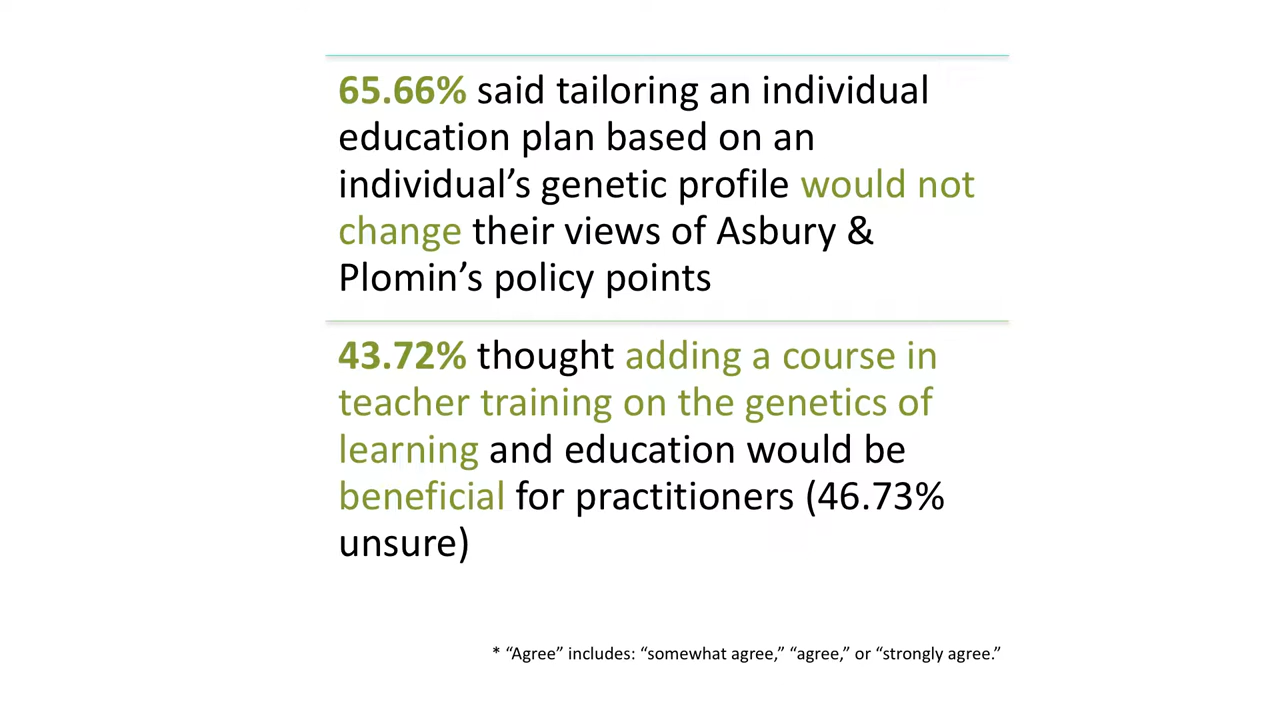 65.66% said tailoring an individual
education plan based on an
individual’s genetic profile would not
change their views of Asbury &
Plomin’s policy points
43.72% thought adding a course in
teacher training on the genetics of
learning and education would be
beneficial for practitioners (46.73%
unsure)
* “Agree” includes: “somewhat agree,” “agree,” or “strongly agree.”